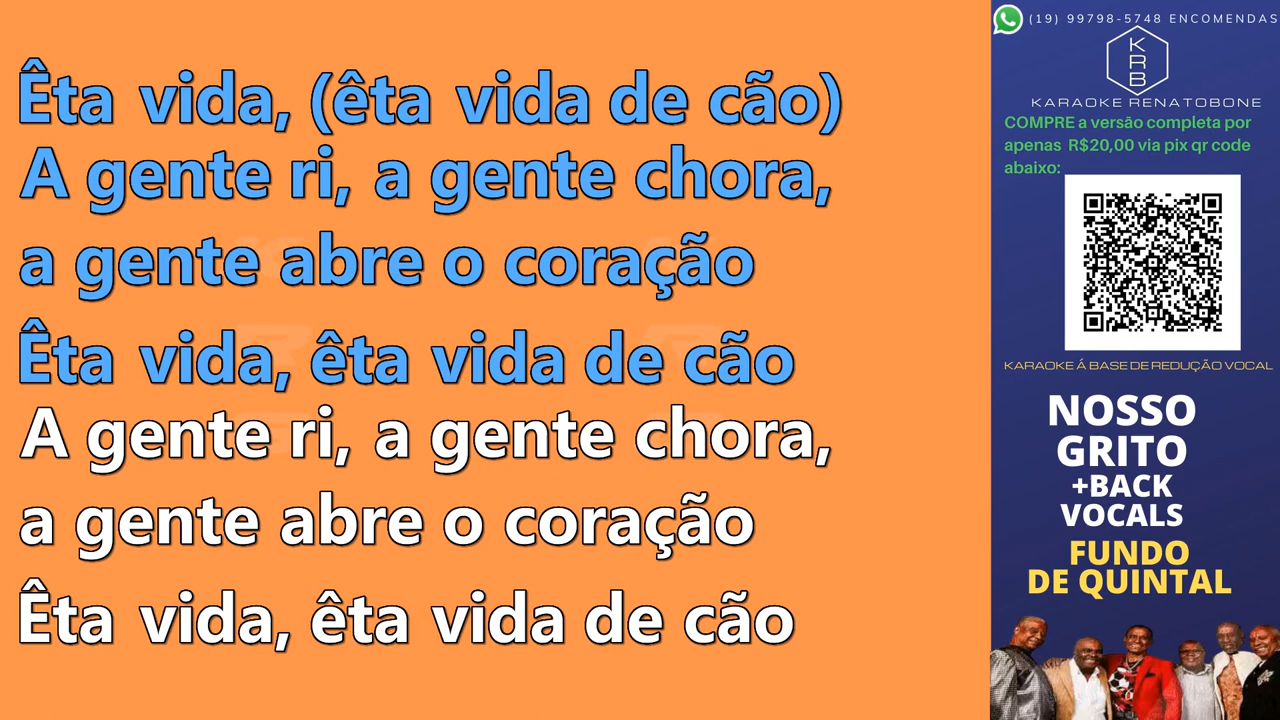 Êta vida, (êta vida de cão)
A gente ri, a gente chora,
a gente abre o coração
Êta vida, êta vida de cão
A gente ri, a gente chora,
a gente abre o coração
Êta vida, êta vida de cão
(19) 99798-5748 ENCOMENDAS
K
R
B
KARAOKE RENATOBONE
COMPRE a versão completa por
apenas R$20,00 via pix qr code
abaixo:
KARAOKE Á BASE DE REDUÇÃO VOCAL
NOSSO
GRITO
+BACK
VOCALS
FUNDO
DE QUINTAL